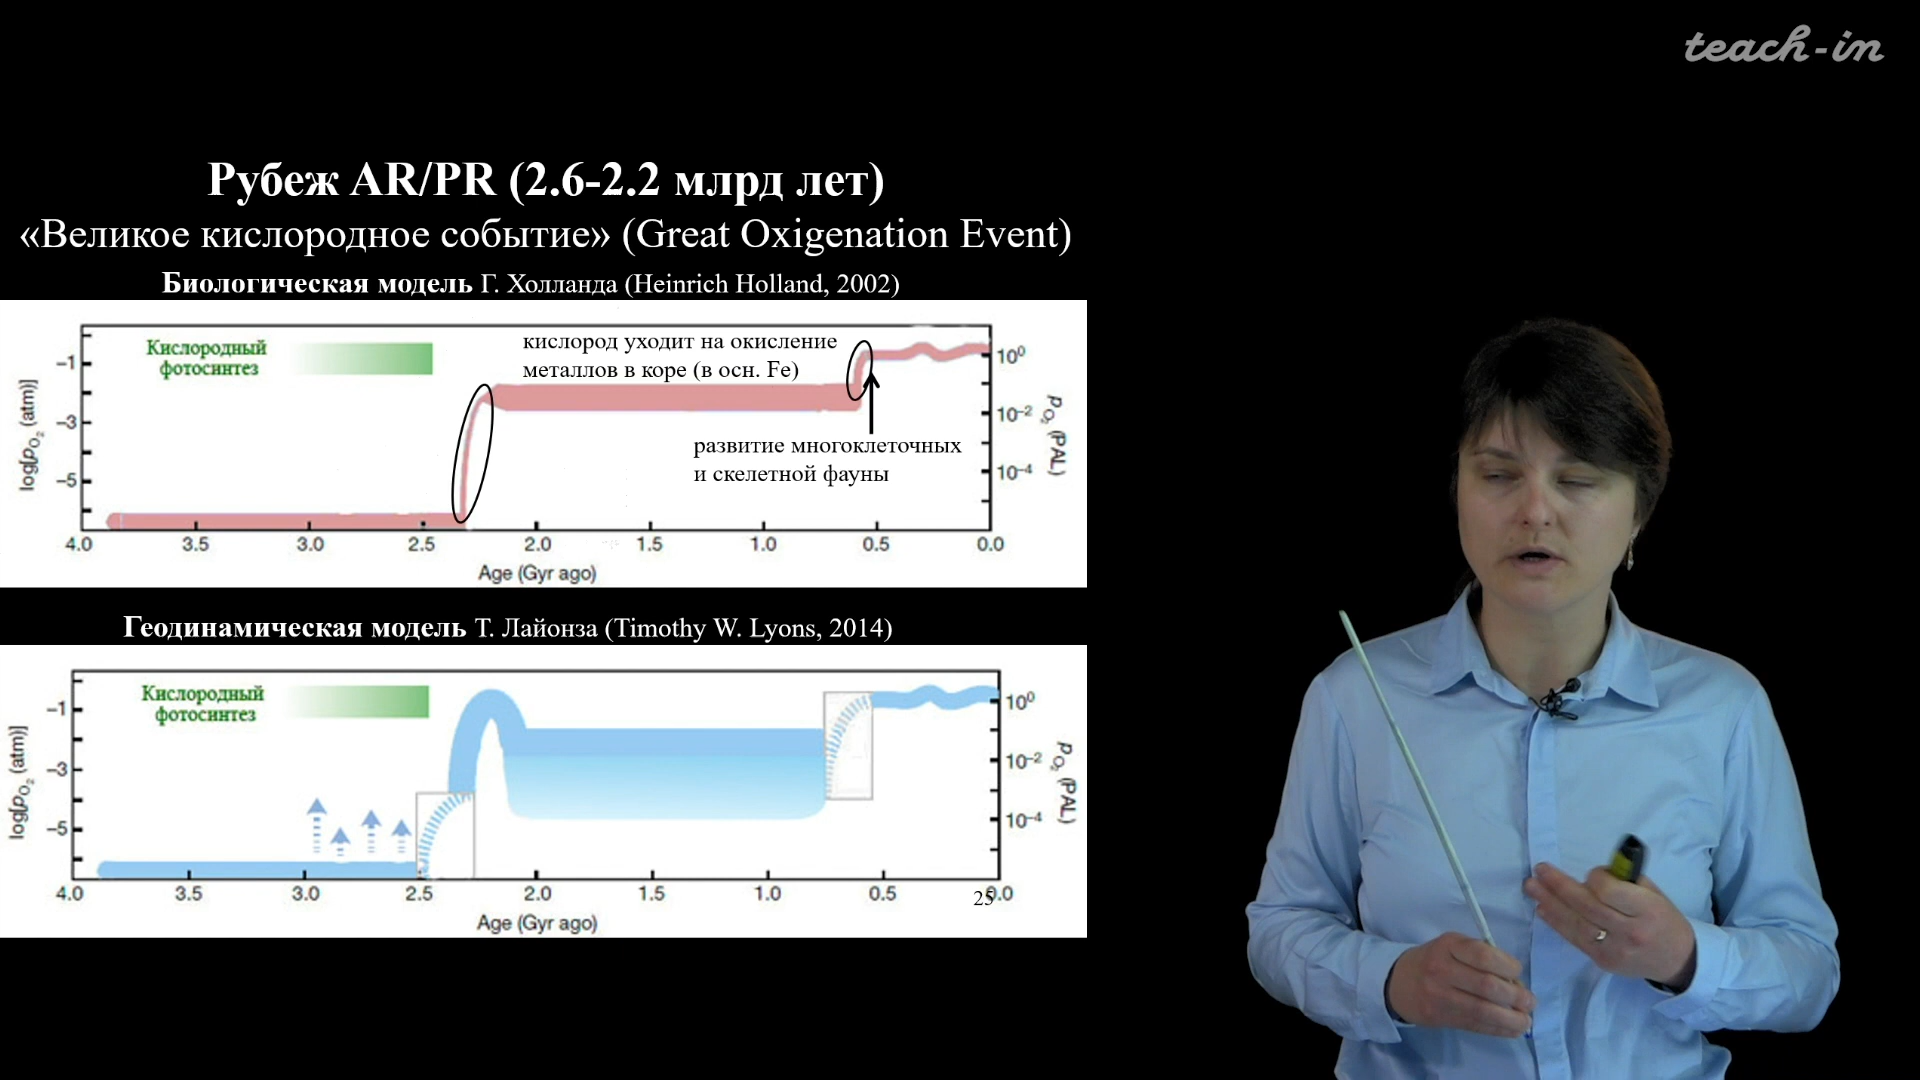 teach-in
Рубеж AR/PR (2.6-2.2 млрд лет)
«Великое кислородное событие» (Great Oxigenation Event)
Биологическая модель Г. Холланда (Heinrich Holland, 2002)
Кислородный
фотосинтез
кислород уходит на окисление
металлов в коре (в осн. Fe)
развитие многоклеточных
и скелетной фауны
log[pO2 (atm)]
−1
−3
−5
10⁰
10⁻²
10⁻⁴
pO2 (PAL)
4.0 3.5 3.0 2.5 2.0 1.5 1.0 0.5 0.0
Age (Gyr ago)
Геодинамическая модель Т. Лайонза (Timothy W. Lyons, 2014)
Кислородный
фотосинтез
log[pO2 (atm)]
−1
−3
−5
10⁰
10⁻²
10⁻⁴
pO2 (PAL)
4.0 3.5 3.0 2.5 2.0 1.5 1.0 0.5 0.0
25
Age (Gyr ago)